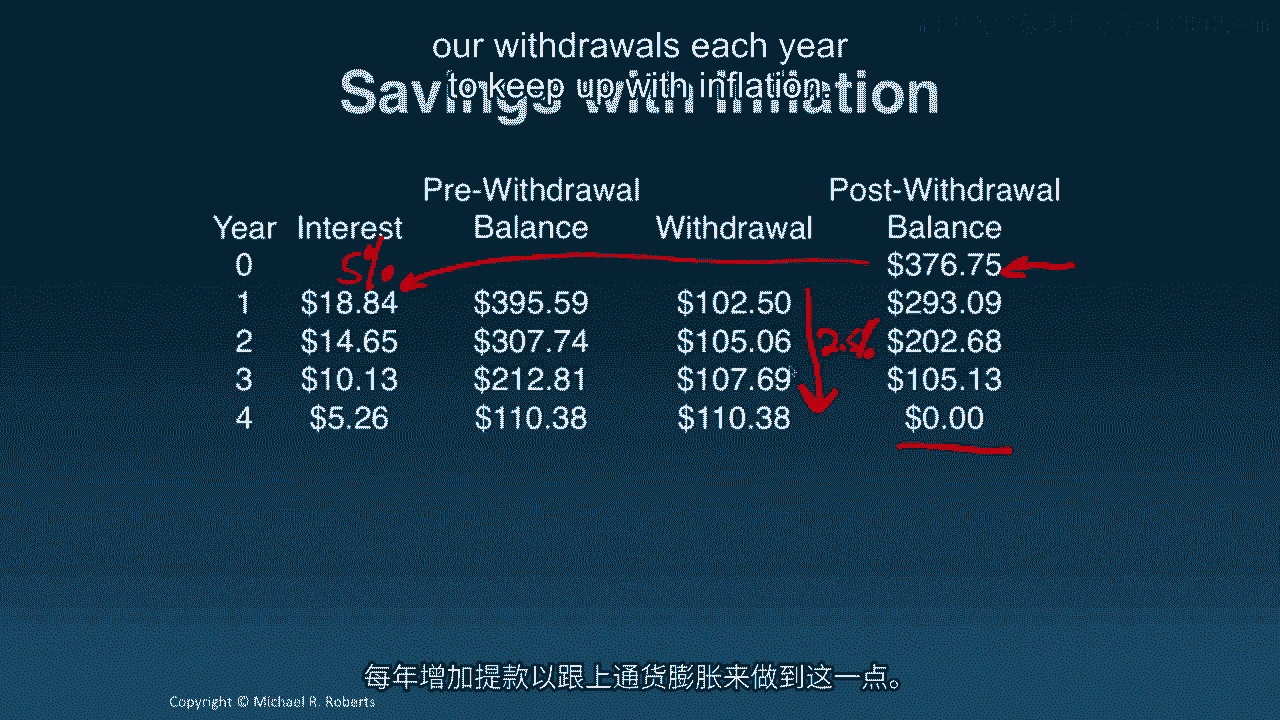 our withdrawals each year
to keep up with inflation.
Savings with Inflation
Pre-Withdrawal Post-Withdrawal
Year Interest Balance Withdrawal Balance
0 5% $376.75
1 $18.84 $395.59 $102.50 $293.09
2 $14.65 $307.74 $105.06 2.5% $202.68
3 $10.13 $212.81 $107.69 $105.13
4 $5.26 $110.38 $110.38 $0.00
每年增加提款以跟上通货膨胀来做到这一点。
Copyright © Michael R. Roberts